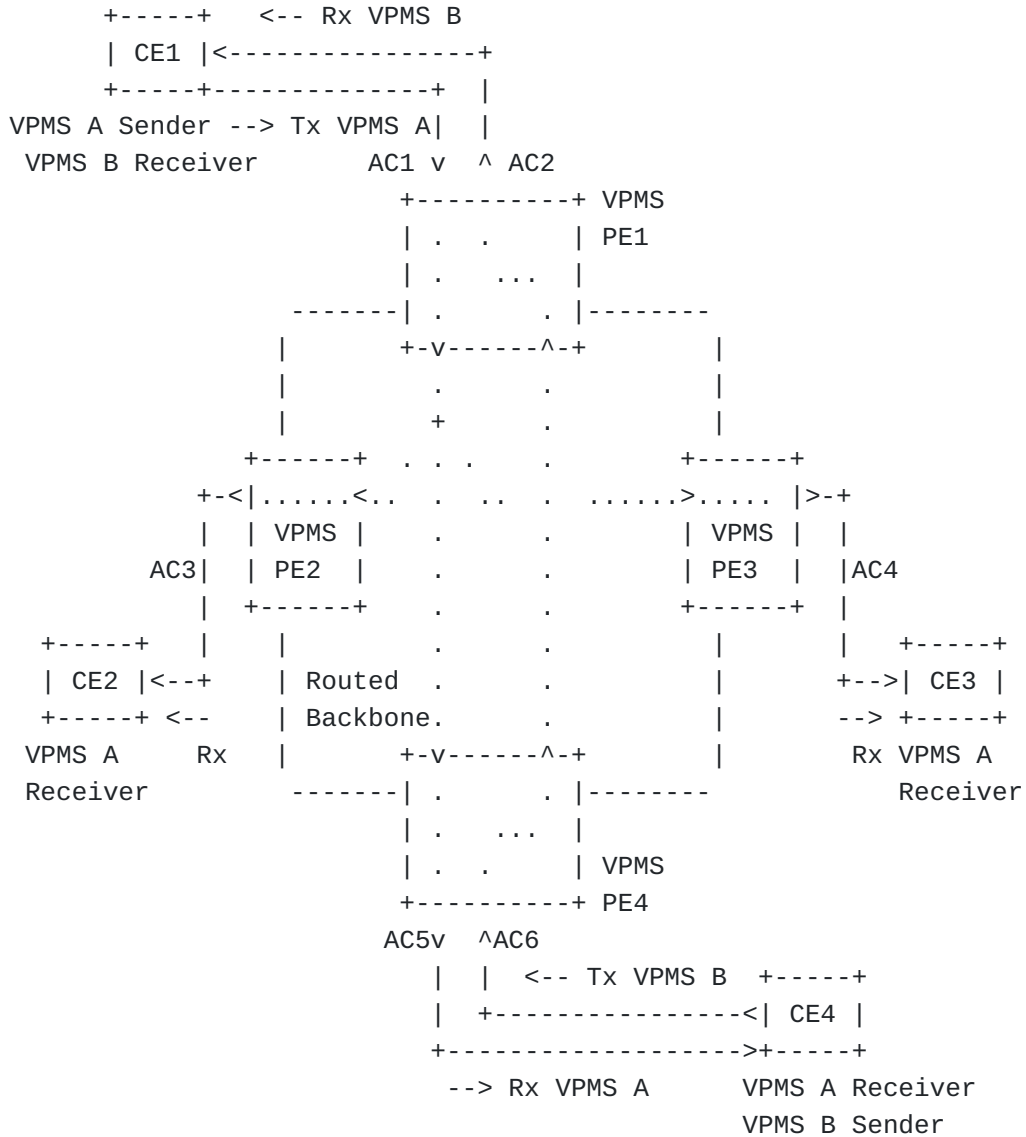 +-----+   <-- Rx VPMS B
        | CE1 |<----------------+
        +-----+--------------+  |
  VPMS A Sender --> Tx VPMS A|  |
   VPMS B Receiver       AC1 v  ^ AC2
                           +----------+ VPMS
                           | .  .     | PE1
                           | .   ...  |
                    -------| .      . |--------
                   |       +-v------^-+        |
                   |         .      .          |
                   |         +      .          |
                 +------+  . . .    .        +------+
              +-<|......<..  .  ..  .  ......>..... |>-+
              |  | VPMS |    .      .        | VPMS |  |
           AC3|  | PE2  |    .      .        | PE3  |  |AC4
              |  +------+    .      .        +------+  |
    +-----+   |    |         .      .          |       |   +-----+
    | CE2 |<--+    | Routed  .      .          |       +-->| CE3 |
    +-----+ <--    | Backbone.      .          |       --> +-----+
   VPMS A     Rx   |       +-v------^-+        |        Rx VPMS A
   Receiver         -------| .      . |--------            Receiver
                           | .   ...  |
                           | .  .     | VPMS
                           +----------+ PE4
                          AC5v  ^AC6
                             |  |  <-- Tx VPMS B  +-----+
                             |  +----------------<| CE4 |
                             +------------------->+-----+
                              --> Rx VPMS A      VPMS A Receiver
                                                 VPMS B Sender